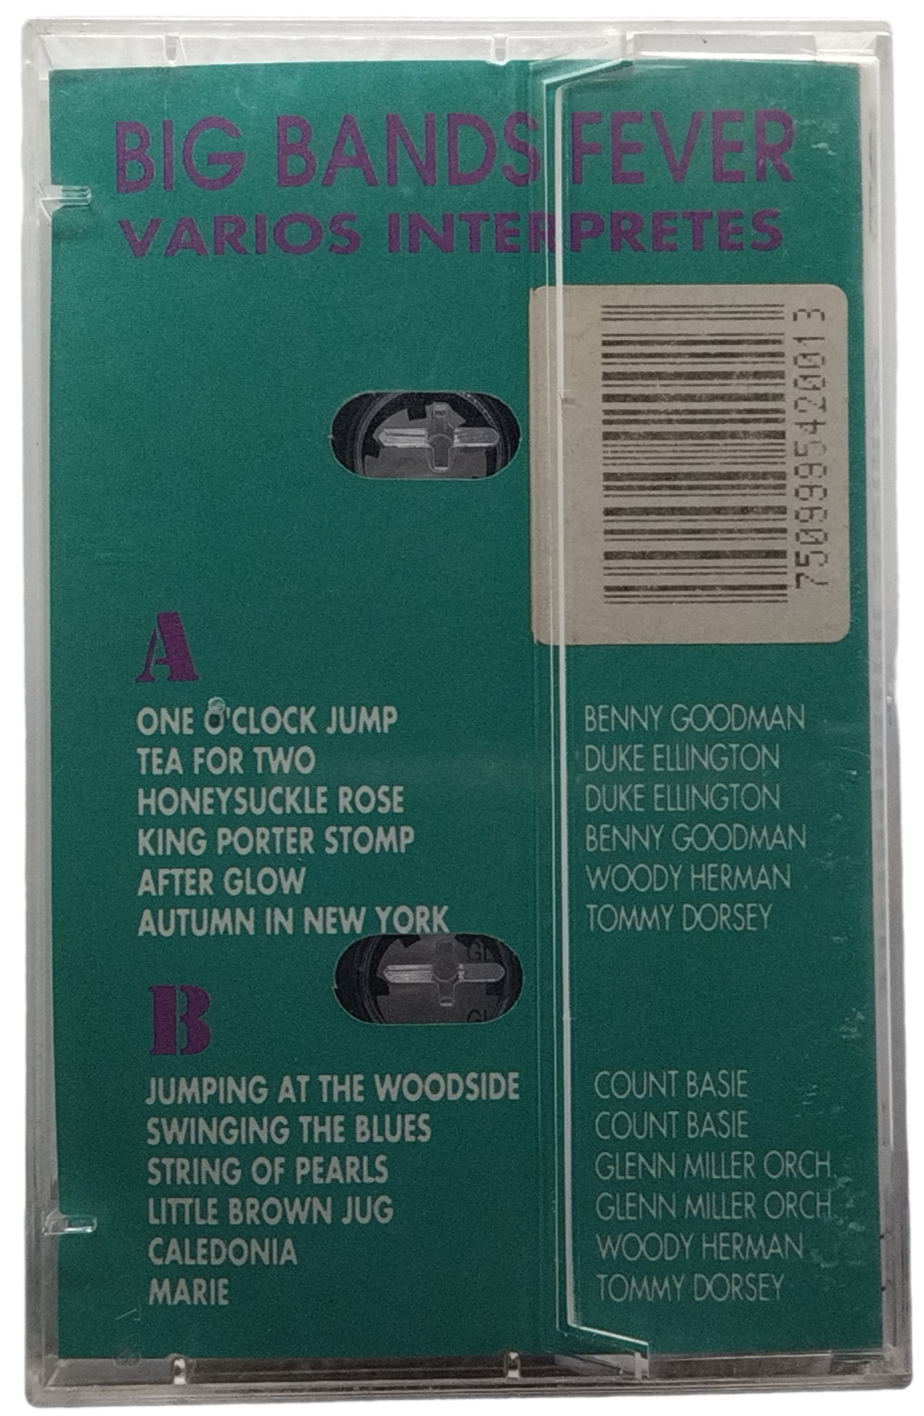 BIG BANDS FEVER
VARIOS INTERPRETES
7509995420013
A
ONE O'CLOCK JUMP BENNY GOODMAN
TEA FOR TWO DUKE ELLINGTON
HONEYSUCKLE ROSE DUKE ELLINGTON
KING PORTER STOMP BENNY GOODMAN
AFTER GLOW WOODY HERMAN
AUTUMN IN NEW YORK TOMMY DORSEY
B
JUMPING AT THE WOODSIDE COUNT BASIE
SWINGING THE BLUES COUNT BASIE
STRING OF PEARLS GLENN MILLER ORCH.
LITTLE BROWN JUG GLENN MILLER ORCH.
CALEDONIA WOODY HERMAN
MARIE TOMMY DORSEY